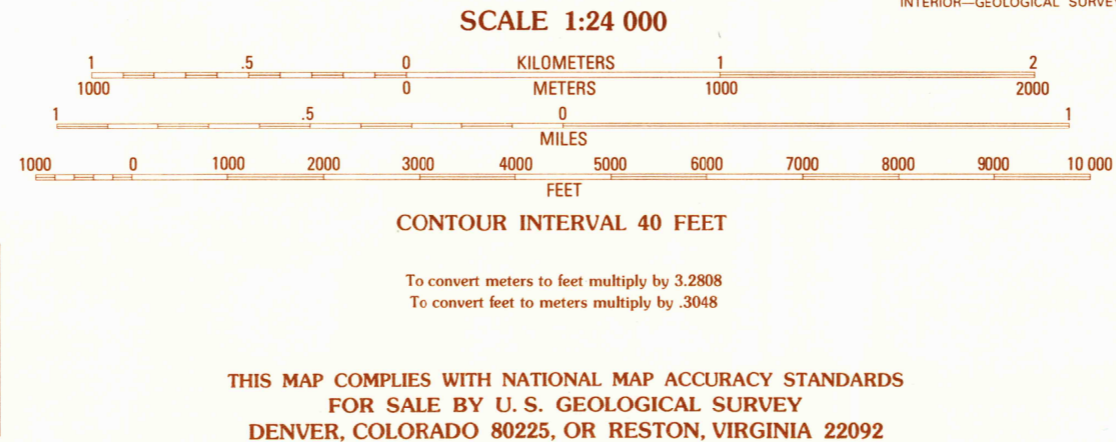 INTERIOR—GEOLOGICAL SURVEY
SCALE 1:24 000
1 .5 0 KILOMETERS 1 2
1000 0 METERS 1000 2000
1 .5 0 1
MILES
1000 0 1000 2000 3000 4000 5000 6000 7000 8000 9000 10 000
FEET
CONTOUR INTERVAL 40 FEET
To convert meters to feet multiply by 3.2808
To convert feet to meters multiply by .3048
THIS MAP COMPLIES WITH NATIONAL MAP ACCURACY STANDARDS
FOR SALE BY U. S. GEOLOGICAL SURVEY
DENVER, COLORADO 80225, OR RESTON, VIRGINIA 22092